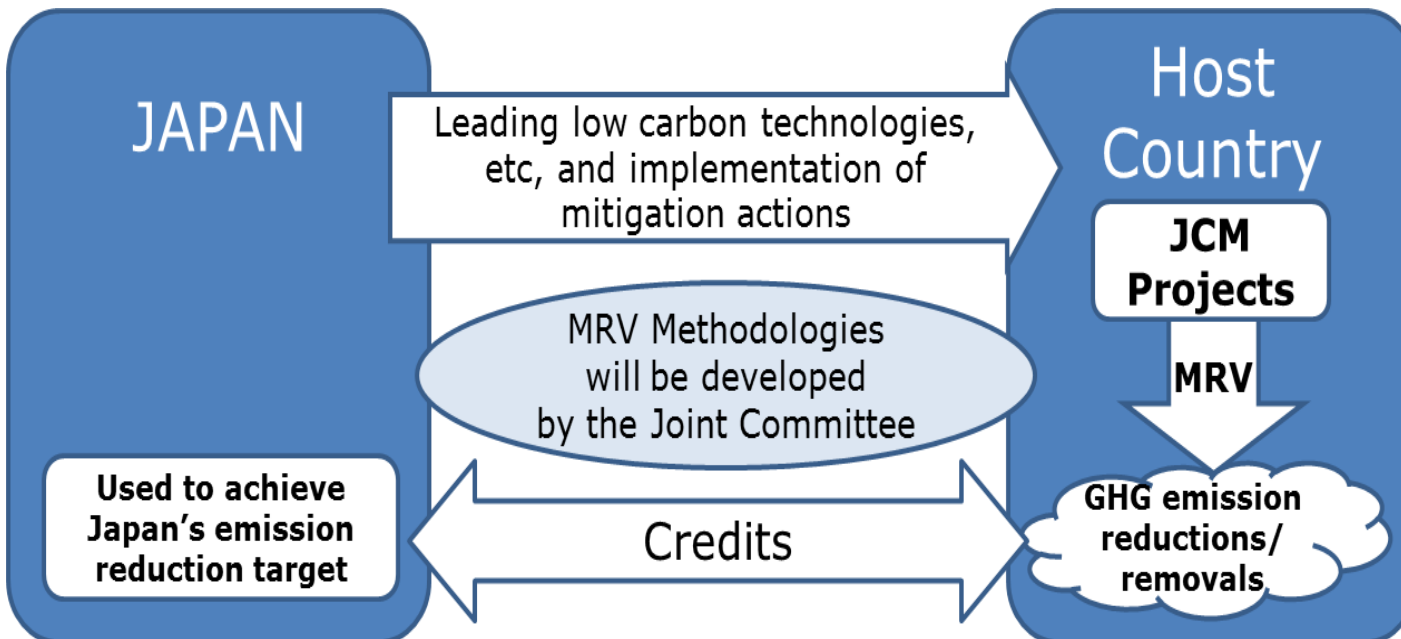 JAPAN
Leading low carbon technologies,
etc, and implementation of
mitigation actions
Host
Country
JCM
Projects
MRV Methodologies
will be developed
by the Joint Committee
MRV
Used to achieve
Japan’s emission
reduction target
Credits
GHG emission
reductions/
removals